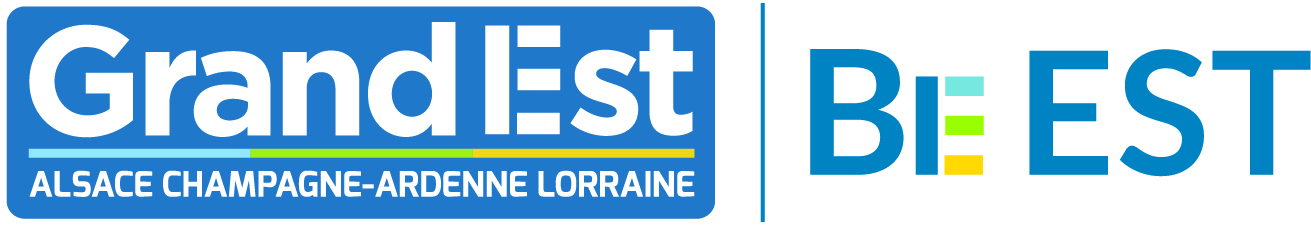 Grand Est
ALSACE CHAMPAGNE-ARDENNE LORRAINE
BE EST